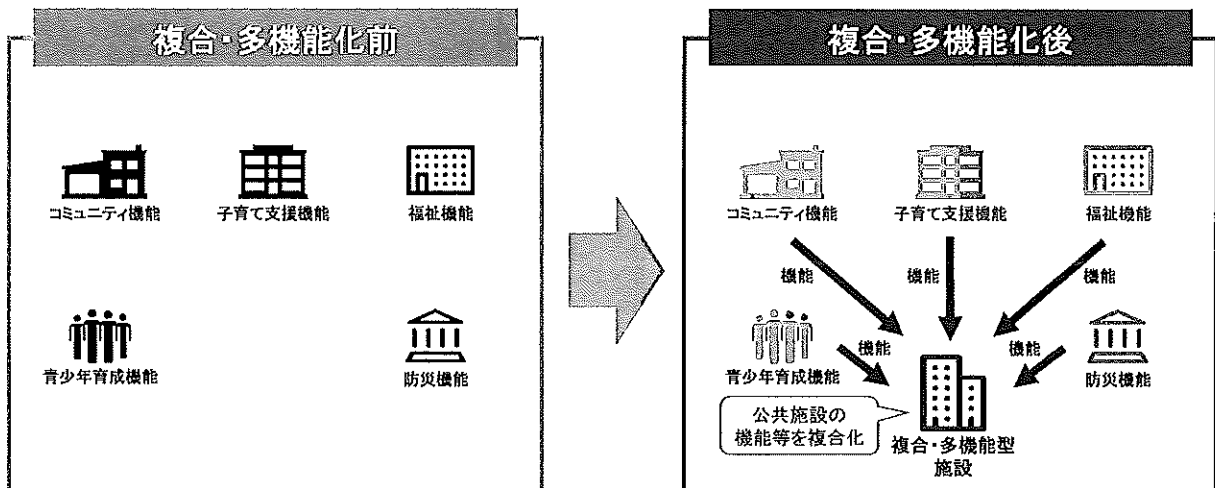 複合・多機能化前
コミュニティ機能
子育て支援機能
福祉機能
青少年育成機能
防災機能
複合・多機能化後
コミュニティ機能
子育て支援機能
福祉機能
機能
機能
機能
青少年育成機能
機能
機能
防災機能
公共施設の
機能等を複合化
複合・多機能型
施設